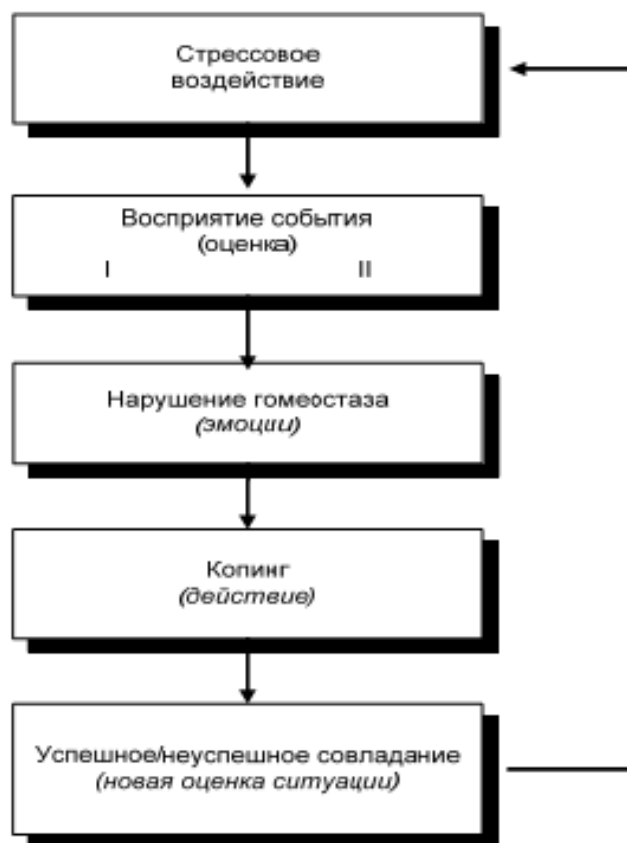 Стрессовое
воздействие
Восприятие события
(оценка)
I II
Нарушение гомеостаза
(эмоции)
Копинг
(действие)
Успешное/неуспешное совладание
(новая оценка ситуации)